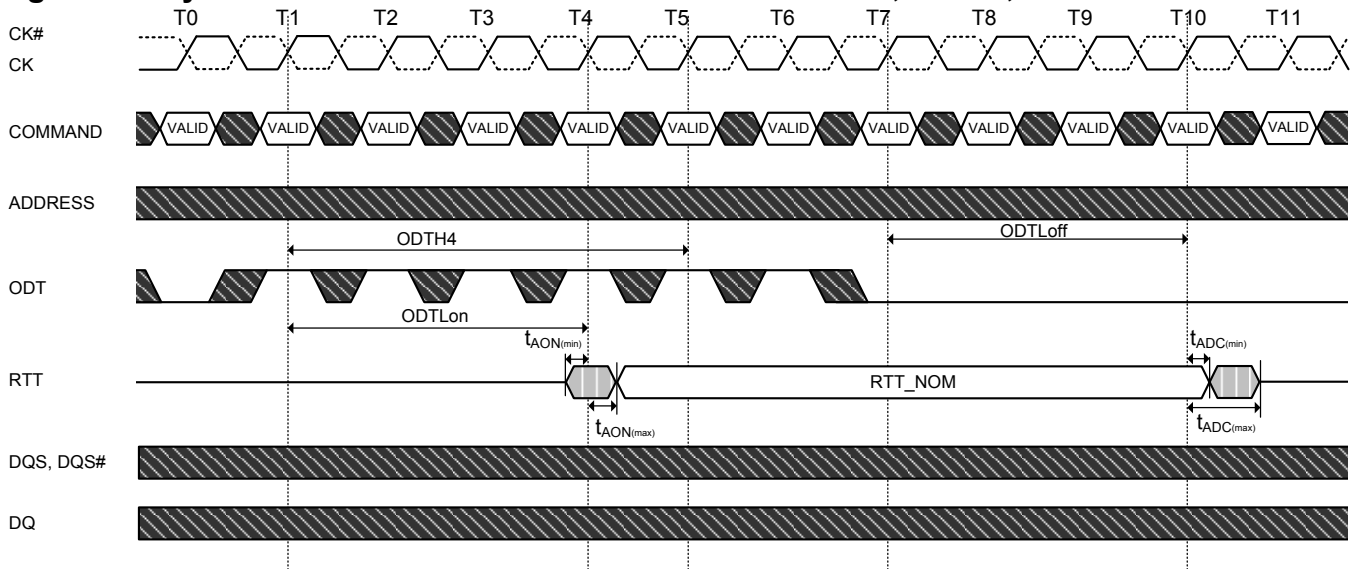 T0 T1 T2 T3 T4 T5 T6 T7 T8 T9 T10 T11
CK#
CK
COMMAND VALID VALID VALID VALID VALID VALID VALID VALID VALID VALID VALID VALID
ADDRESS
ODTH4 ODTLoff
ODT
ODTLon
tAON(min) tADC(min)
RTT RTT_NOM
tAON(max) tADC(max)
DQS, DQS#
DQ